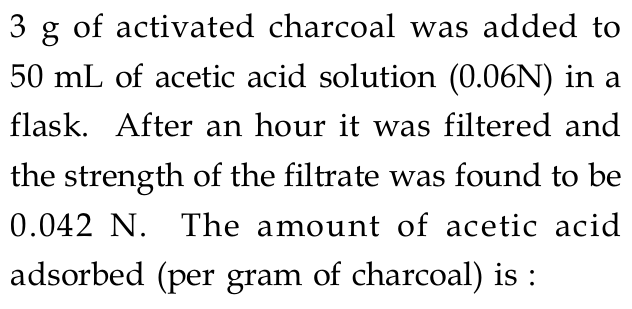 3 g of activated charcoal was added to
50 mL of acetic acid solution (0.06N) in a
flask. After an hour it was filtered and
the strength of the filtrate was found to be
0.042 N. The amount of acetic acid
adsorbed (per gram of charcoal) is :